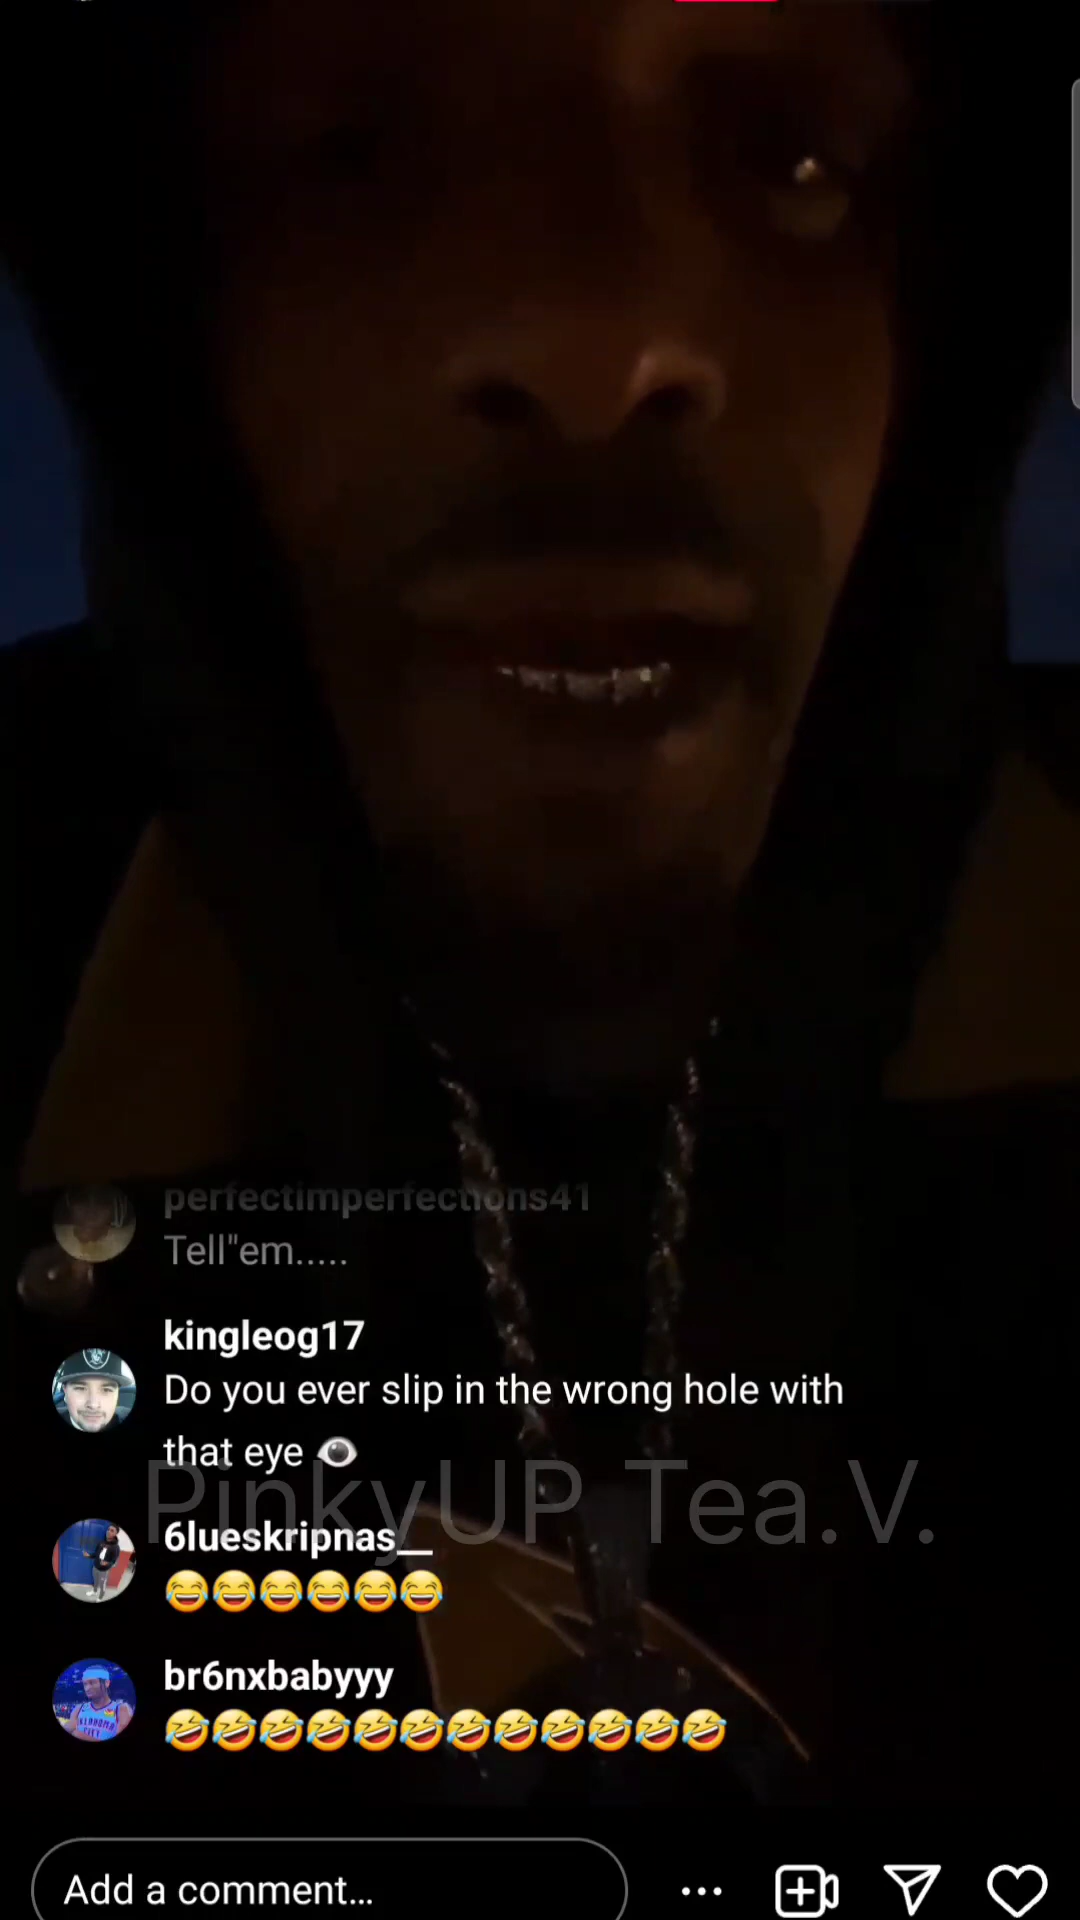 perfectimperfections41
Tell"em.....
kingleog17
Do you ever slip in the wrong hole with
that eye 👁
PinkyUP Tea.V.
6lueskripnas__
😂😂😂😂😂😂
br6nxbabyyy
🤣🤣🤣🤣🤣🤣🤣🤣🤣🤣🤣🤣
Add a comment...